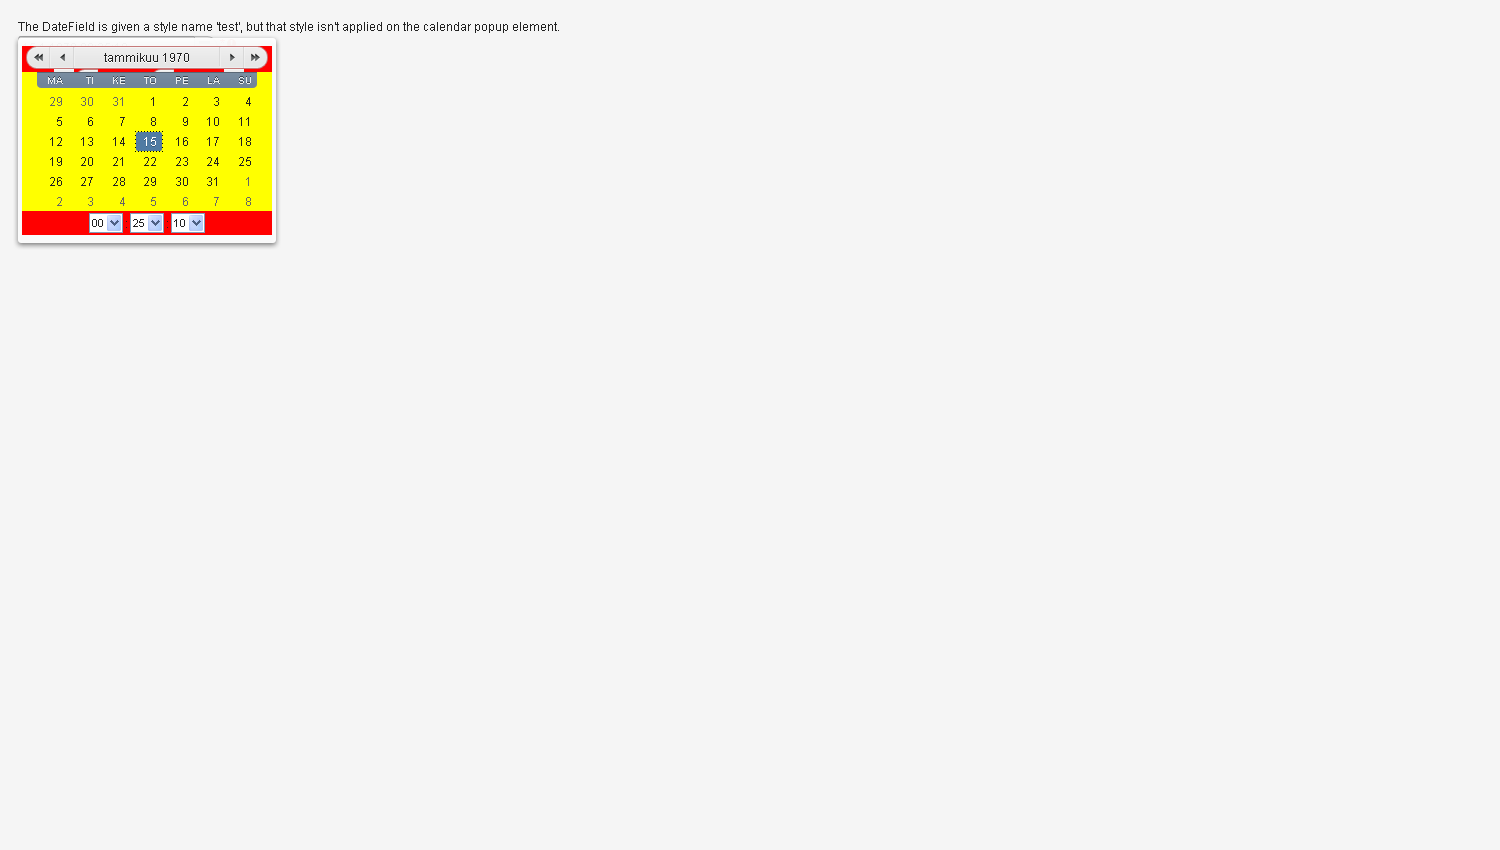 The DateField is given a style name 'test', but that style isn't applied on the calendar popup element.
tammikuu 1970
MA TI KE TO PE LA SU
29 30 31 1 2 3 4
5 6 7 8 9 10 11
12 13 14 15 16 17 18
19 20 21 22 23 24 25
26 27 28 29 30 31 1
2 3 4 5 6 7 8
00 25 10